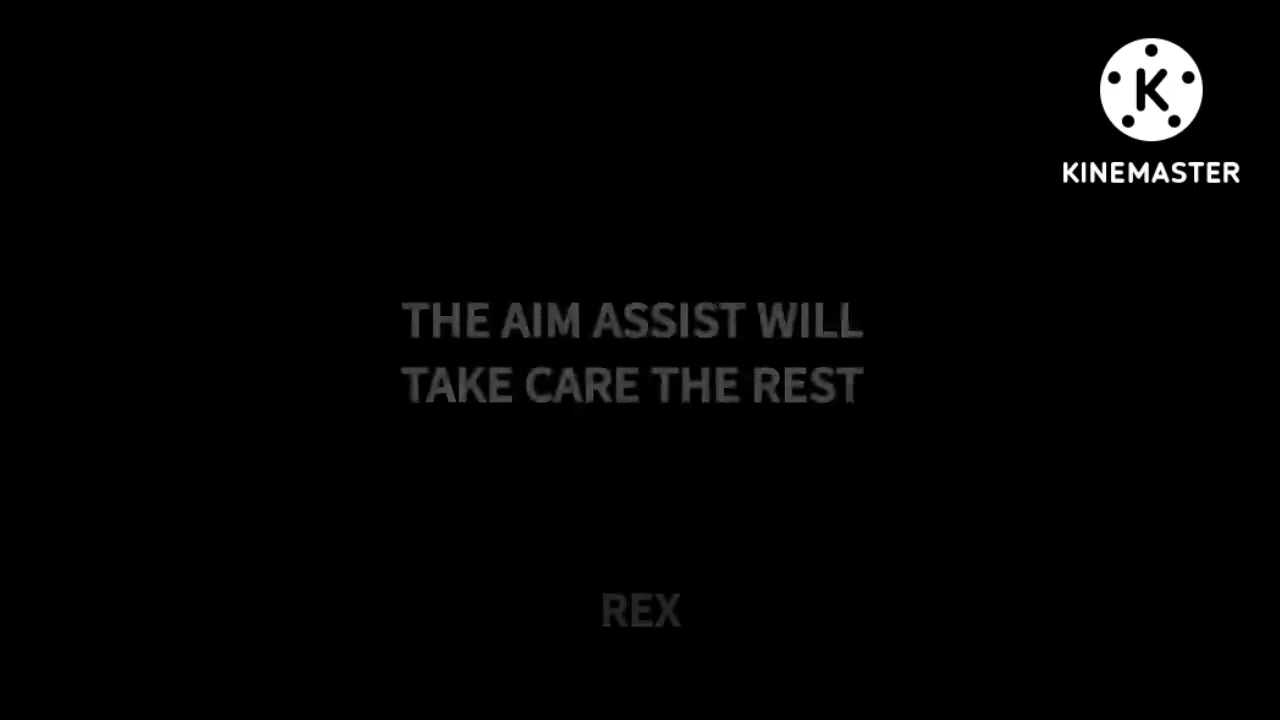 K
KINEMASTER
THE AIM ASSIST WILL
TAKE CARE THE REST
REX